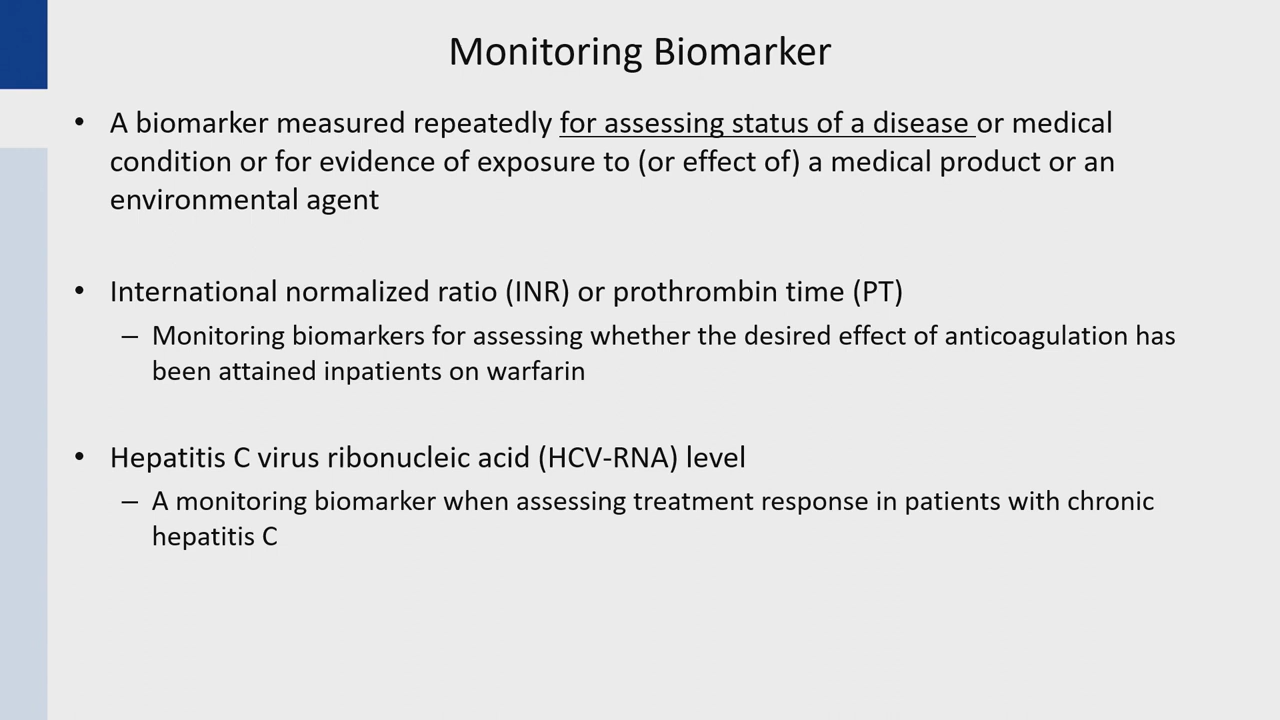 Monitoring Biomarker
• A biomarker measured repeatedly for assessing status of a disease or medical
condition or for evidence of exposure to (or effect of) a medical product or an
environmental agent
• International normalized ratio (INR) or prothrombin time (PT)
– Monitoring biomarkers for assessing whether the desired effect of anticoagulation has
been attained inpatients on warfarin
• Hepatitis C virus ribonucleic acid (HCV-RNA) level
– A monitoring biomarker when assessing treatment response in patients with chronic
hepatitis C